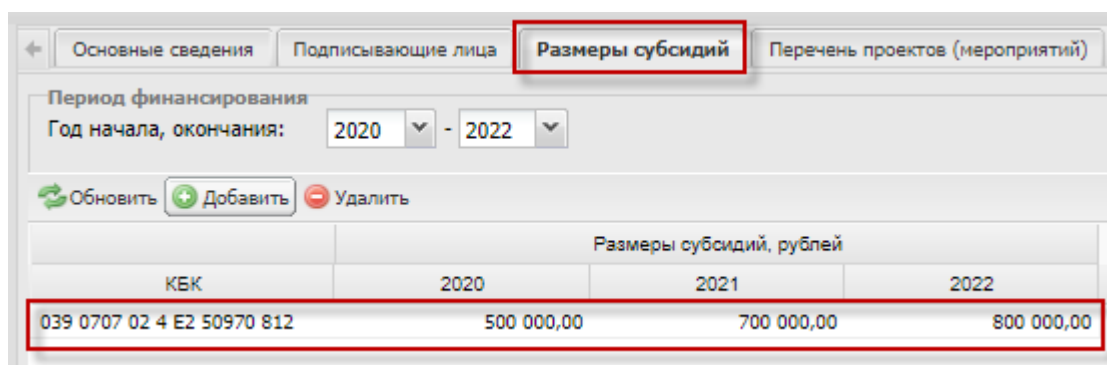 Основные сведения Подписывающие лица Размеры субсидий Перечень проектов (мероприятий)
Период финансирования
Год начала, окончания: 2020 - 2022
Обновить Добавить Удалить
Размеры субсидий, рублей
КБК 2020 2021 2022
039 0707 02 4 E2 50970 812 500 000,00 700 000,00 800 000,00